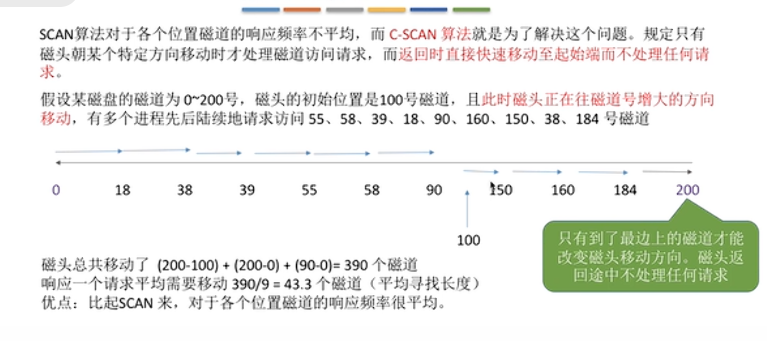 SCAN算法对于各个位置磁道的响应频率不平均，而 C-SCAN 算法就是为了解决这个问题。规定只有
磁头朝某个特定方向移动时才处理磁道访问请求，而返回时直接快速移动至起始端而不处理任何请
求。
假设某磁盘的磁道为 0~200号，磁头的初始位置是100号磁道，且此时磁头正在往磁道号增大的方向
移动，有多个进程先后陆续地请求访问 55、58、39、18、90、160、150、38、184 号磁道
0 18 38 39 55 58 90 150 160 184 200
100
只有到了最边上的磁道才能
改变磁头移动方向。磁头返
回途中不处理任何请求
磁头总共移动了 (200-100) + (200-0) + (90-0)= 390 个磁道
响应一个请求平均需要移动 390/9 = 43.3 个磁道（平均寻找长度）
优点：比起SCAN 来，对于各个位置磁道的响应频率很平均。